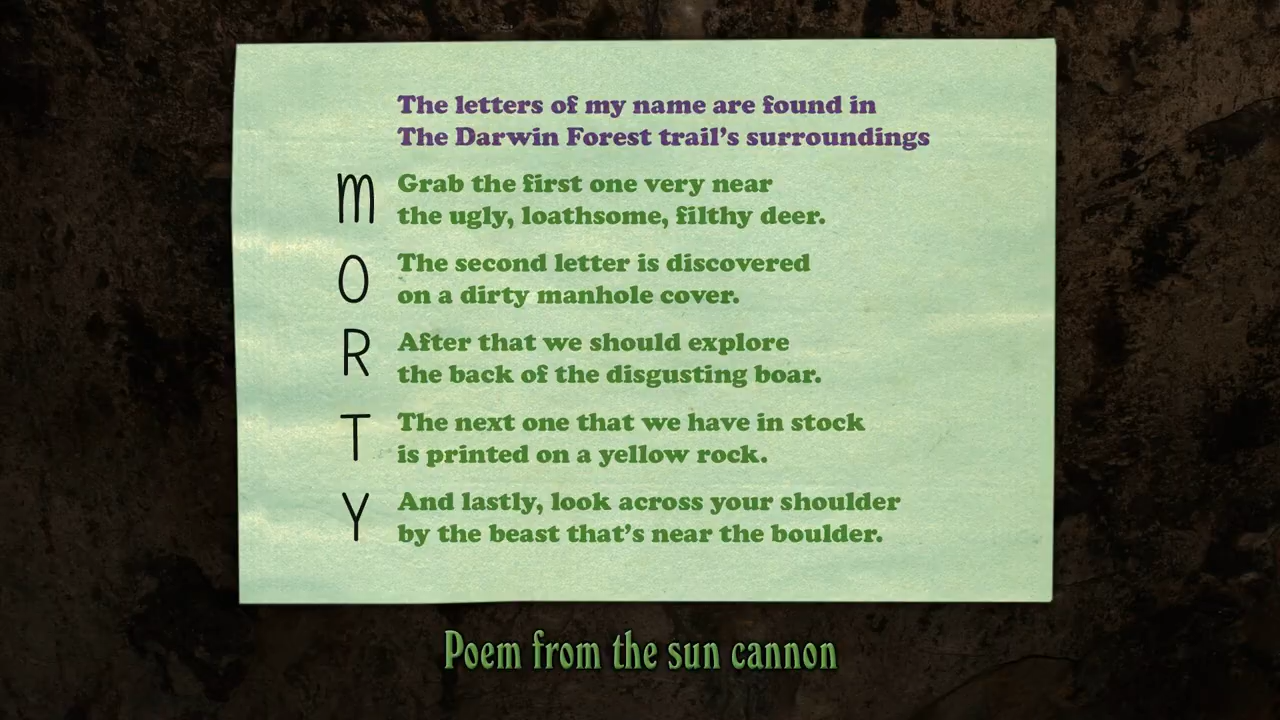 The letters of my name are found in
The Darwin Forest trail's surroundings
M Grab the first one very near
the ugly, loathsome, filthy deer.
O The second letter is discovered
on a dirty manhole cover.
R After that we should explore
the back of the disgusting boar.
T The next one that we have in stock
is printed on a yellow rock.
Y And lastly, look across your shoulder
by the beast that's near the boulder.
Poem from the sun cannon